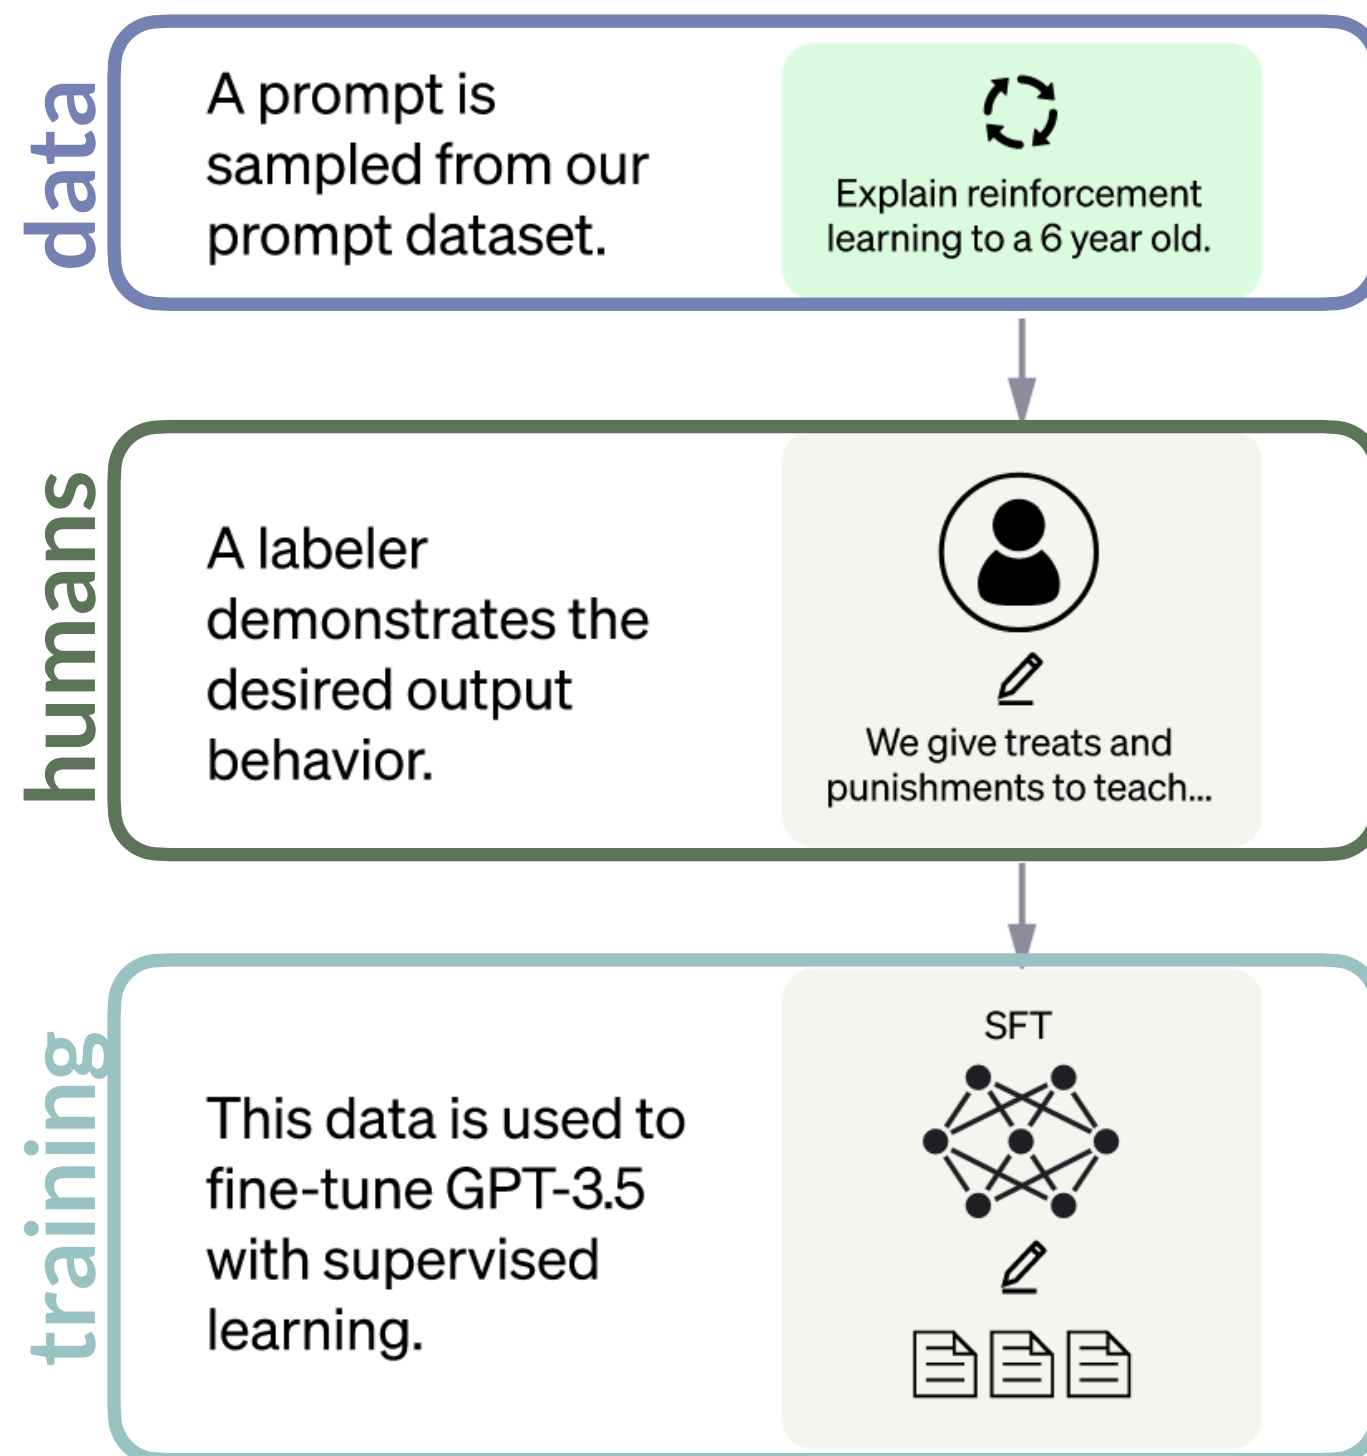 data
A prompt is
sampled from our
prompt dataset.
Explain reinforcement
learning to a 6 year old.
humans
A labeler
demonstrates the
desired output
behavior.
We give treats and
punishments to teach...
training
This data is used to
fine-tune GPT-3.5
with supervised
learning.
SFT